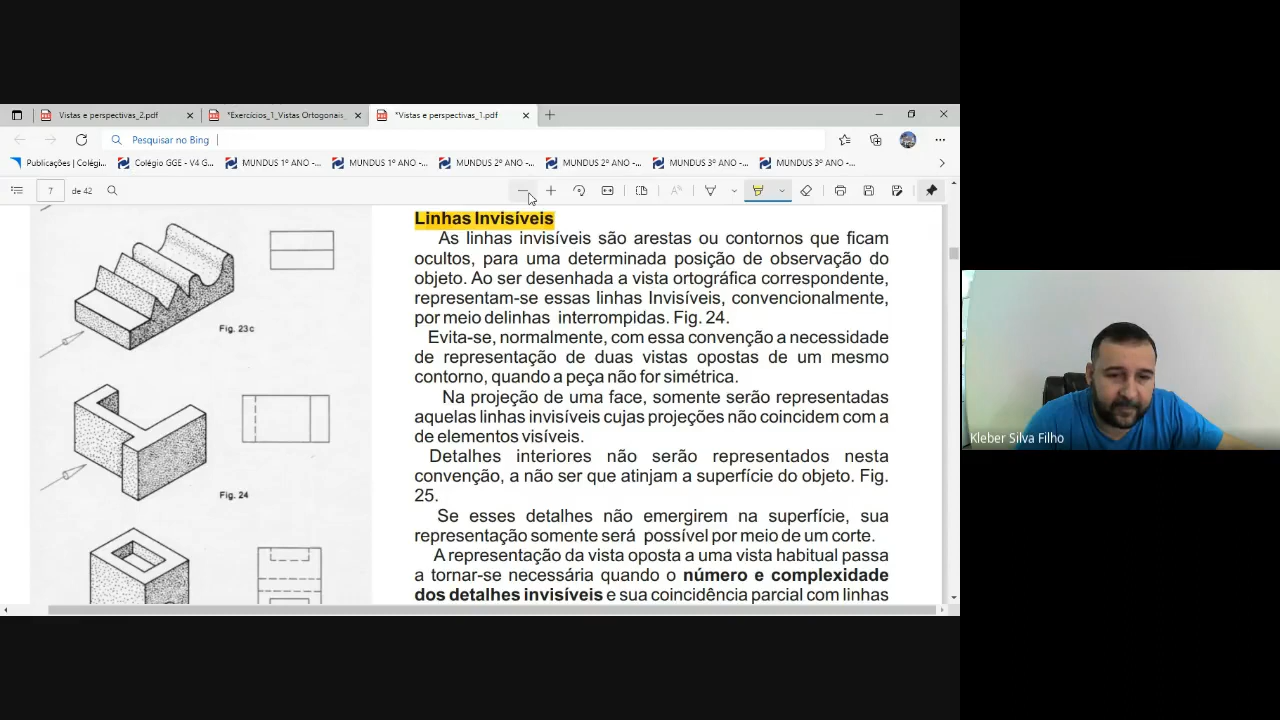 Vistas e perspectivas_2.pdf
*Exercícios_1_Vistas Ortogonais_
*Vistas e perspectivas_1.pdf
Pesquisar no Bing
Publicações | Colégi...
Colégio GGE - V4 G...
MUNDUS 1º ANO -...
MUNDUS 1º ANO -...
MUNDUS 2º ANO -...
MUNDUS 2º ANO -...
MUNDUS 3º ANO -...
MUNDUS 3º ANO -...
7 de 42
Fig. 23c
Fig. 24
Linhas Invisíveis
As linhas invisíveis são arestas ou contornos que ficam
ocultos, para uma determinada posição de observação do
objeto. Ao ser desenhada a vista ortográfica correspondente,
representam-se essas linhas Invisíveis, convencionalmente,
por meio delinhas interrompidas. Fig. 24.
Evita-se, normalmente, com essa convenção a necessidade
de representação de duas vistas opostas de um mesmo
contorno, quando a peça não for simétrica.
Na projeção de uma face, somente serão representadas
aquelas linhas invisíveis cujas projeções não coincidem com a
de elementos visíveis.
Detalhes interiores não serão representados nesta
convenção, a não ser que atinjam a superfície do objeto. Fig.
25.
Se esses detalhes não emergirem na superfície, sua
representação somente será possível por meio de um corte.
A representação da vista oposta a uma vista habitual passa
a tornar-se necessária quando o número e complexidade
dos detalhes invisíveis e sua coincidência parcial com linhas
Kleber Silva Filho